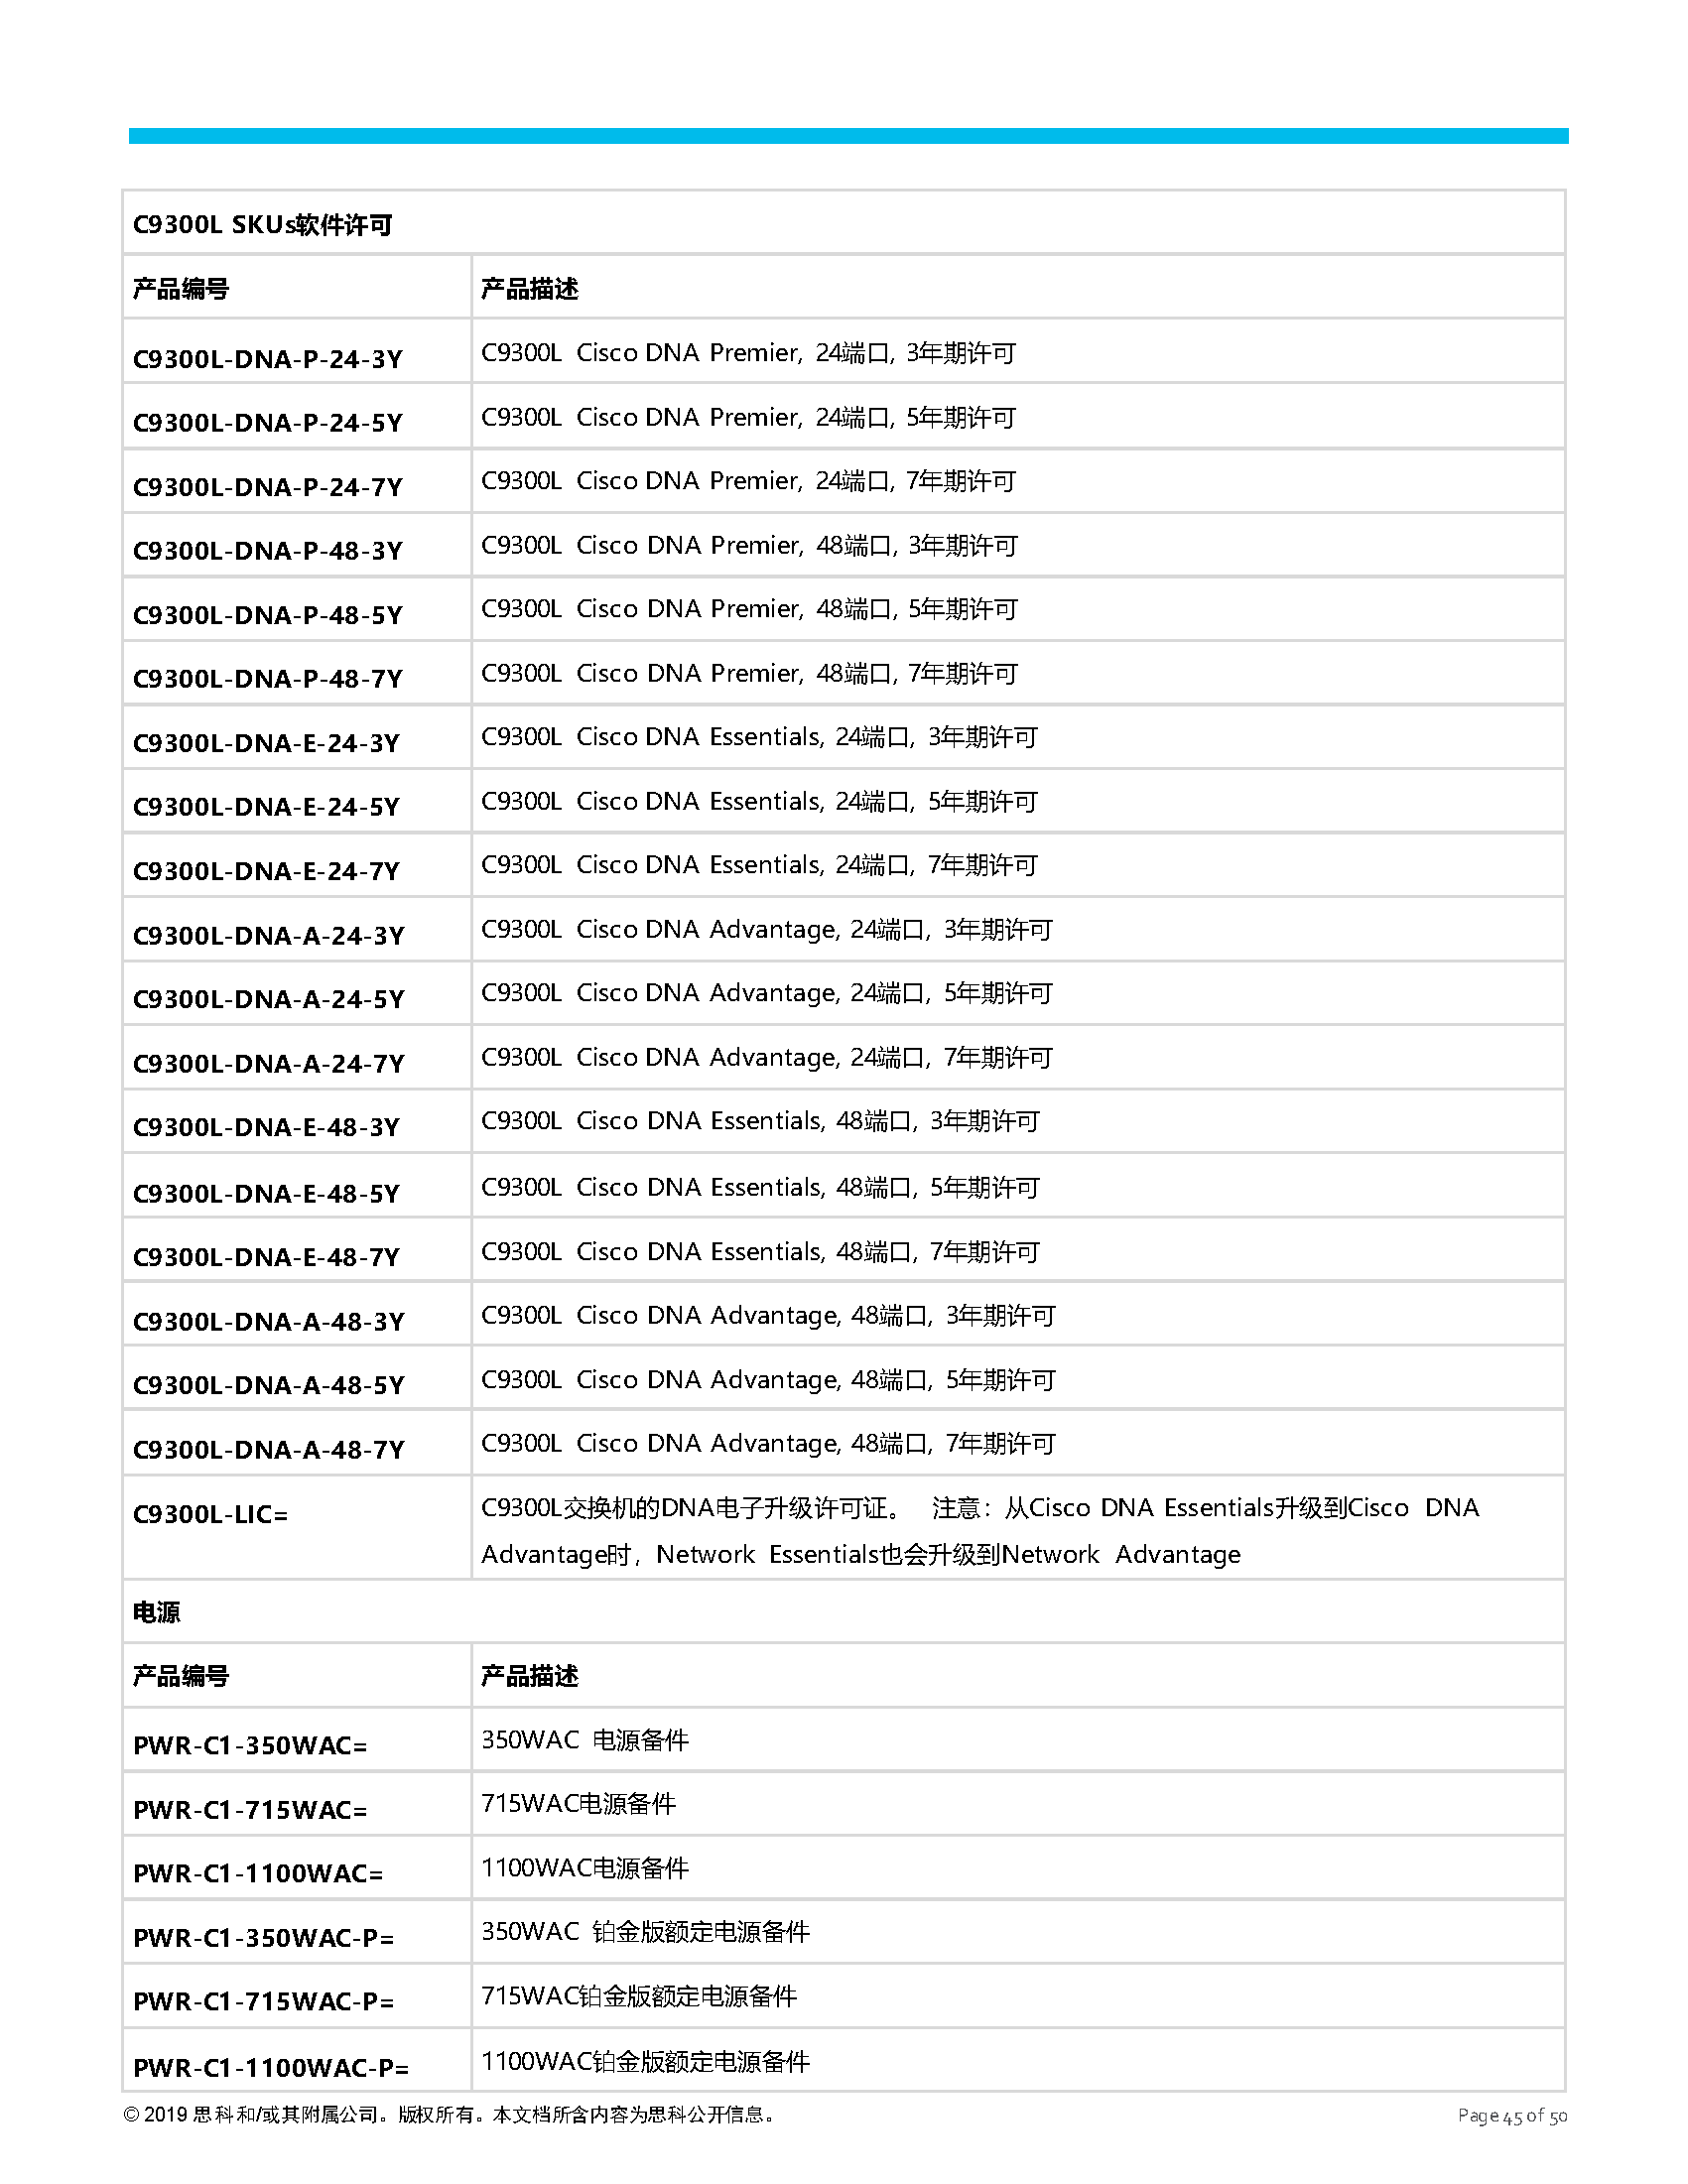 C9300L SKUs软件许可
产品编号 产品描述
C9300L-DNA-P-24-3Y C9300L Cisco DNA Premier, 24端口, 3年期许可
C9300L-DNA-P-24-5Y C9300L Cisco DNA Premier, 24端口, 5年期许可
C9300L-DNA-P-24-7Y C9300L Cisco DNA Premier, 24端口, 7年期许可
C9300L-DNA-P-48-3Y C9300L Cisco DNA Premier, 48端口, 3年期许可
C9300L-DNA-P-48-5Y C9300L Cisco DNA Premier, 48端口, 5年期许可
C9300L-DNA-P-48-7Y C9300L Cisco DNA Premier, 48端口, 7年期许可
C9300L-DNA-E-24-3Y C9300L Cisco DNA Essentials, 24端口, 3年期许可
C9300L-DNA-E-24-5Y C9300L Cisco DNA Essentials, 24端口, 5年期许可
C9300L-DNA-E-24-7Y C9300L Cisco DNA Essentials, 24端口, 7年期许可
C9300L-DNA-A-24-3Y C9300L Cisco DNA Advantage, 24端口, 3年期许可
C9300L-DNA-A-24-5Y C9300L Cisco DNA Advantage, 24端口, 5年期许可
C9300L-DNA-A-24-7Y C9300L Cisco DNA Advantage, 24端口, 7年期许可
C9300L-DNA-E-48-3Y C9300L Cisco DNA Essentials, 48端口, 3年期许可
C9300L-DNA-E-48-5Y C9300L Cisco DNA Essentials, 48端口, 5年期许可
C9300L-DNA-E-48-7Y C9300L Cisco DNA Essentials, 48端口, 7年期许可
C9300L-DNA-A-48-3Y C9300L Cisco DNA Advantage, 48端口, 3年期许可
C9300L-DNA-A-48-5Y C9300L Cisco DNA Advantage, 48端口, 5年期许可
C9300L-DNA-A-48-7Y C9300L Cisco DNA Advantage, 48端口, 7年期许可
C9300L-LIC= C9300L交换机的DNA电子升级许可证。 注意：从Cisco DNA Essentials升级到Cisco DNA
Advantage时，Network Essentials也会升级到Network Advantage
电源
产品编号 产品描述
PWR-C1-350WAC= 350WAC 电源备件
PWR-C1-715WAC= 715WAC电源备件
PWR-C1-1100WAC= 1100WAC电源备件
PWR-C1-350WAC-P= 350WAC 铂金版额定电源备件
PWR-C1-715WAC-P= 715WAC铂金版额定电源备件
PWR-C1-1100WAC-P= 1100WAC铂金版额定电源备件
© 2019 思科和/或其附属公司。版权所有。本文档所含内容为思科公开信息。 Page 45 of 50